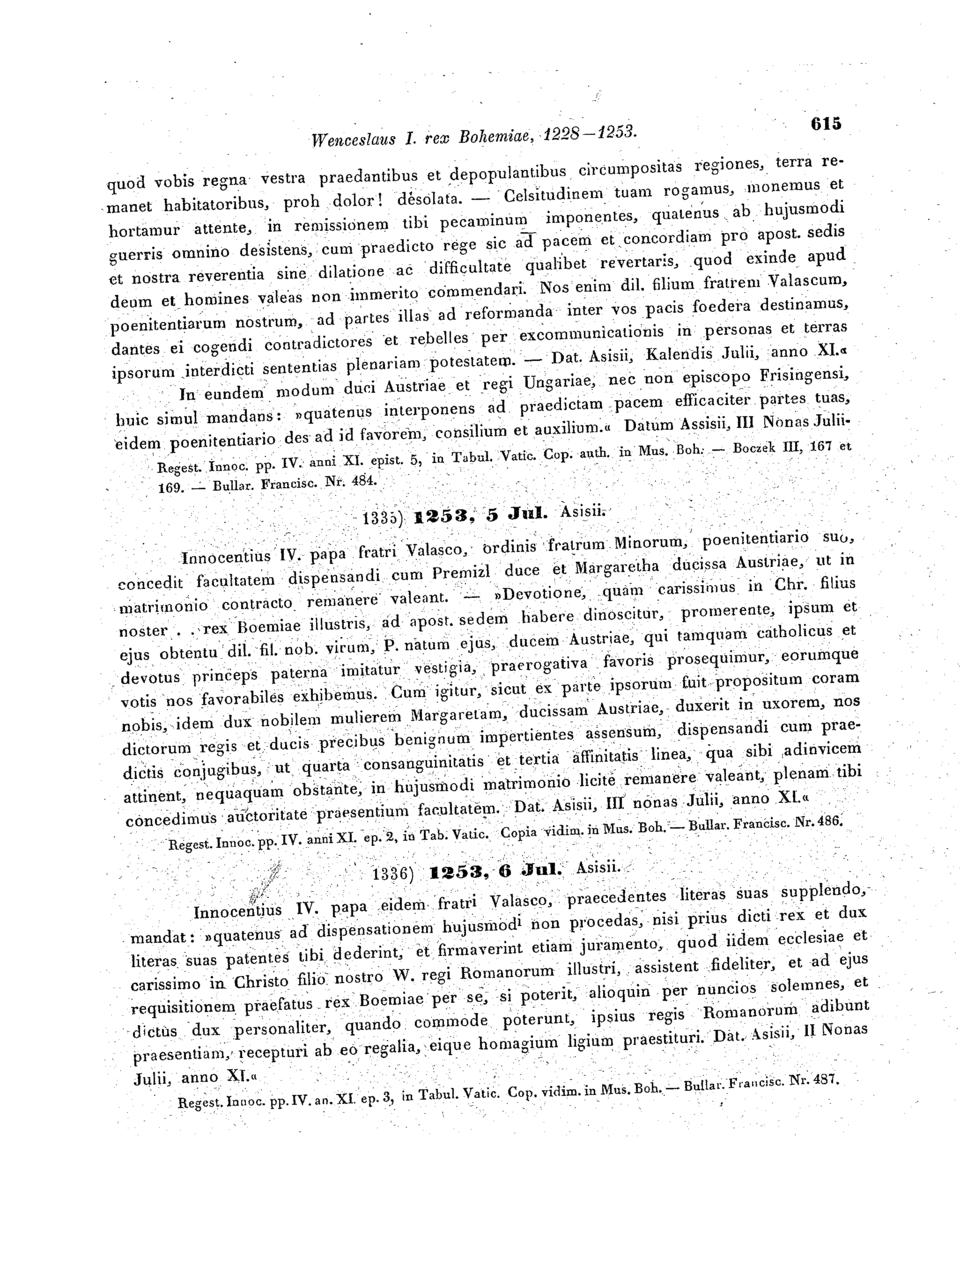 Wenceslaus I. rex Bohemiae, 1228—1253. 615
quod vobis regna vestra praedantibus et depopulantibus circumpositas regiones, terra re-
manet habitatoribus, proh dolor! desolata. — Celsitudinem tuam rogamus, monemus et
hortamur attente, in remissionem tibi pecaminum imponentes, quatenus ab hujusmodi
guerris omnino desistens, cum praedicto rege sic ad pacem et concordiam pro apost. sedis
et nostra reverentia sine dilatione ac difficultate qualibet revertaris, quod exinde apud
deum et homines valeas non immerito commendari. Nos enim dil. filium fratrem Valascum,
poenitentiarum nostrum, ad partes illas ad reformanda inter vos pacis foedera destinamus,
dantes ei cogendi contradictores et rebelles per excommunicationis in personas et terras
ipsorum interdicti sententias plenariam potestatem. — Dat. Asisii, Kalendis Julii, anno XI.«
In eundem modum duci Austriae et regi Ungariae, nec non episcopo Frisingensi,
huic simul mandans: »quatenus interponens ad praedictam pacem efficaciter partes tuas,
eidem poenitentiario des ad id favorem, consilium et auxilium.« Datum Assisii, III Nonas Julii.
Regest. Innoc. pp. IV. anni XI. epist. 5, in Tabul. Vatic. Cop. auth. in Mus. Boh. — Boczek III, 167 et
169. — Bullar. Francisc. Nr. 484.
1335) 1253, 5 Jul. Asisii.
Innocentius IV. papa fratri Valasco, ordinis fratrum Minorum, poenitentiario suo,
concedit facultatem dispensandi cum Premizl duce et Margaretha ducissa Austriae, ut in
matrimonio contracto remanere valeant. — »Devotione, quam carissimus in Chr. filius
noster . . rex Boemiae illustris, ad apost. sedem habere dinoscitur, promerente, ipsum et
ejus obtentu dil. fil. nob. virum, P. natum ejus, ducem Austriae, qui tamquam catholicus et
devotus princeps paterna imitatur vestigia, praerogativa favoris prosequimur, eorumque
votis nos favorabiles exhibemus. Cum igitur, sicut ex parte ipsorum fuit propositum coram
nobis, idem dux nobilem mulierem Margaretam, ducissam Austriae, duxerit in uxorem, nos
dictorum regis et ducis precibus benignum impertientes assensum, dispensandi cum prae-
dictis conjugibus, ut quarta consanguinitatis et tertia affinitatis linea, qua sibi adinvicem
attinent, nequaquam obstante, in hujusmodi matrimonio licite remanere valeant, plenam tibi
concedimus auctoritate praesentium facultatem. Dat. Asisii, III nonas Julii, anno XI.«
Regest. Innoc. pp. IV. anni XI. ep. 2, in Tab. Vatic. Copia vidim. in Mus. Boh. — Bullar. Francisc. Nr. 486.
1336) 1253, 6 Jul. Asisii.
Innocentius IV. papa eidem fratri Valasco, praecedentes literas suas supplendo,
mandat: »quatenus ad dispensationem hujusmodi non procedas, nisi prius dicti rex et dux
literas suas patentes tibi dederint, et firmaverint etiam juramento, quod iidem ecclesiae et
carissimo in Christo filio nostro W. regi Romanorum illustri, assistent fideliter, et ad ejus
requisitionem praefatus rex Boemiae per se, si poterit, alioquin per nuncios solemnes, et
dictus dux personaliter, quando commode poterunt, ipsius regis Romanorum adibunt
praesentiam, recepturi ab eo regalia, eique homagium ligium praestituri. Dat. Asisii, II Nonas
Julii, anno XI.«
Regest. Innoc. pp. IV. an. XI. ep. 3, in Tabul. Vatic. Cop. vidim. in Mus. Boh. — Bullar. Francisc. Nr. 487.